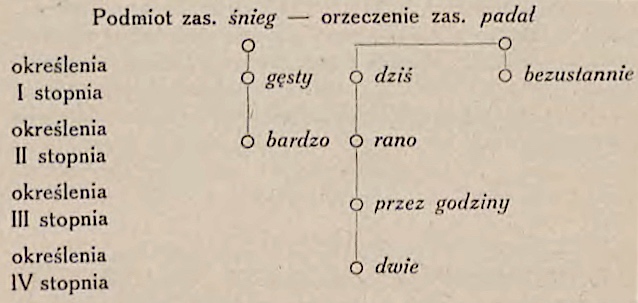 Podmiot zas. śnieg — orzeczenie zas. padał
określenia
I stopnia
gęsty dziś bezustannie
określenia
II stopnia
bardzo rano
określenia
III stopnia
przez godziny
określenia
IV stopnia
dwie